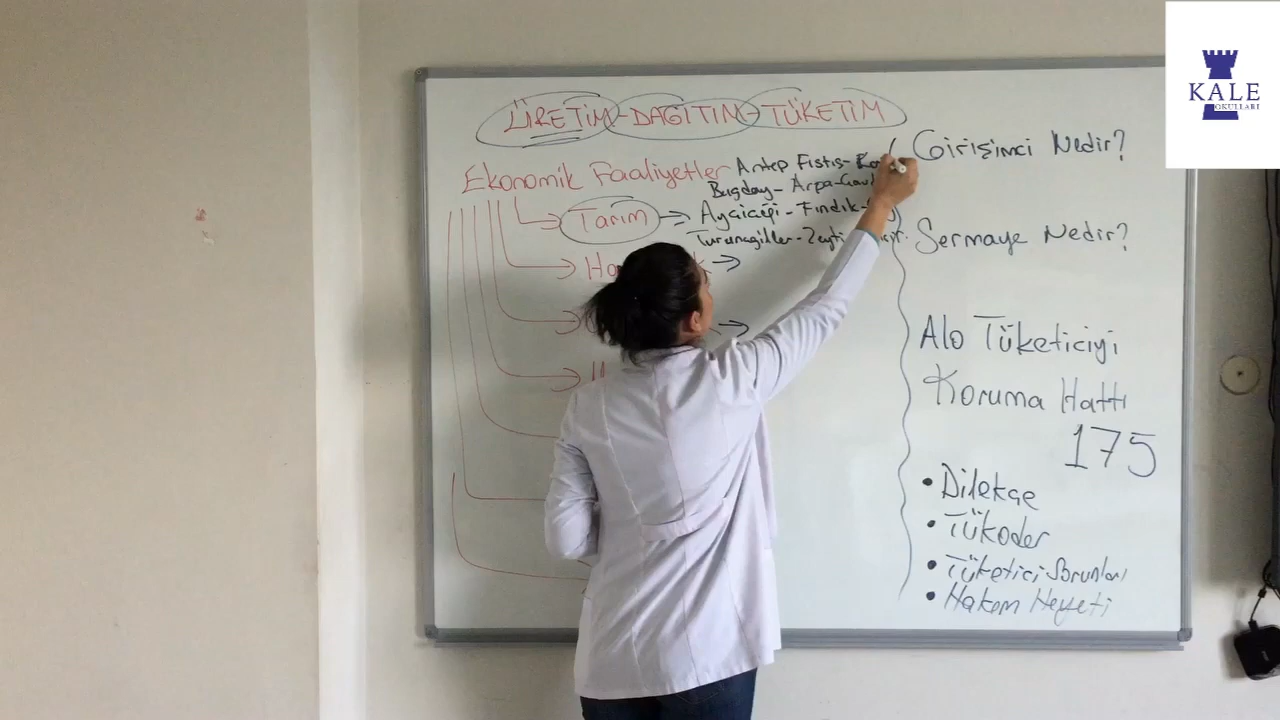 ÜRETİM-DAĞITIM-TÜKETİM
Ekonomik Faaliyetler
Antep Fıstığı-
Buğday - Arpa-
Tarım Ayçiçeği - Fındık-
Turunçgiller-
Girişimci Nedir?
Sermaye Nedir?
Alo Tüketiciyi
Koruma Hattı
175
• Dilekçe
• Tükoder
• Tüketici Sorunları
• Hakem Heyeti
KALE
OKULLARI